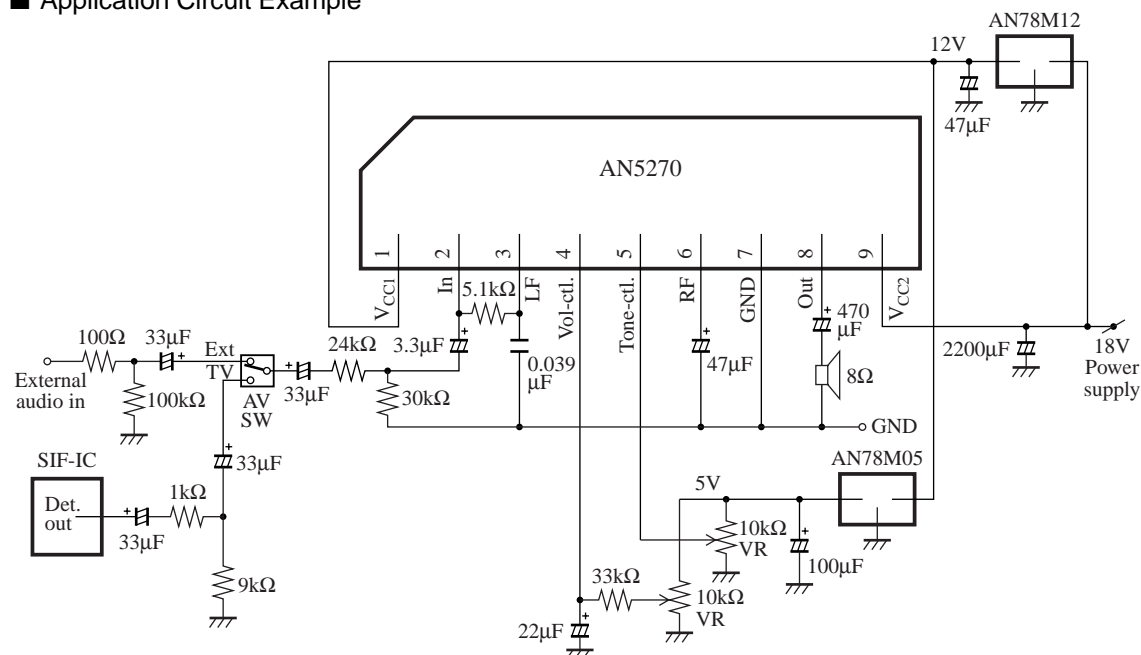 ■ Application Circuit Example
AN78M12
12V
47µF
AN5270
1
2
3
4
5
6
7
8
9
VCC1
In
LF
Vol-ctl.
Tone-ctl.
RF
GND
Out
VCC2
5.1kΩ
470
µF
100Ω
33µF
Ext
TV
24kΩ
3.3µF
0.039
µF
47µF
8Ω
2200µF
18V
Power
supply
External
audio in
100kΩ
AV
SW
33µF
30kΩ
GND
SIF-IC
33µF
AN78M05
Det.
out
1kΩ
33µF
5V
10kΩ
VR
100µF
9kΩ
33kΩ
10kΩ
VR
22µF